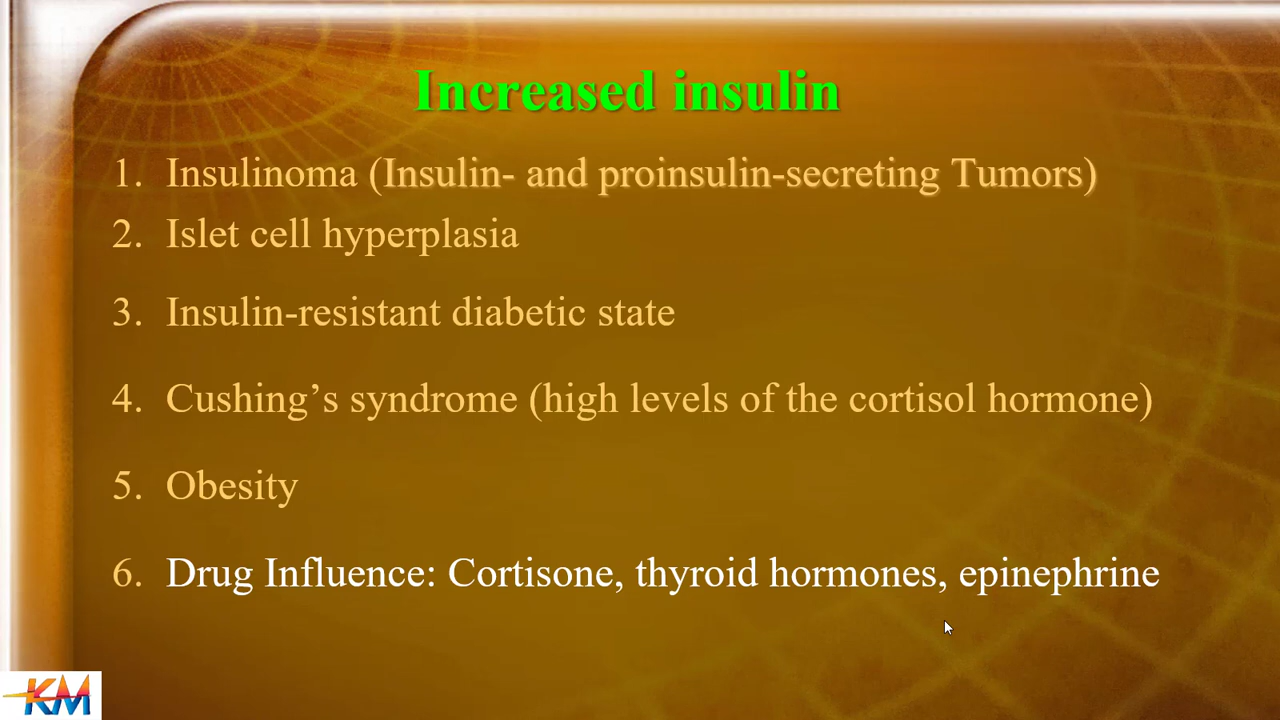 Increased insulin
1. Insulinoma (Insulin- and proinsulin-secreting Tumors)
2. Islet cell hyperplasia
3. Insulin-resistant diabetic state
4. Cushing’s syndrome (high levels of the cortisol hormone)
5. Obesity
6. Drug Influence: Cortisone, thyroid hormones, epinephrine
KM